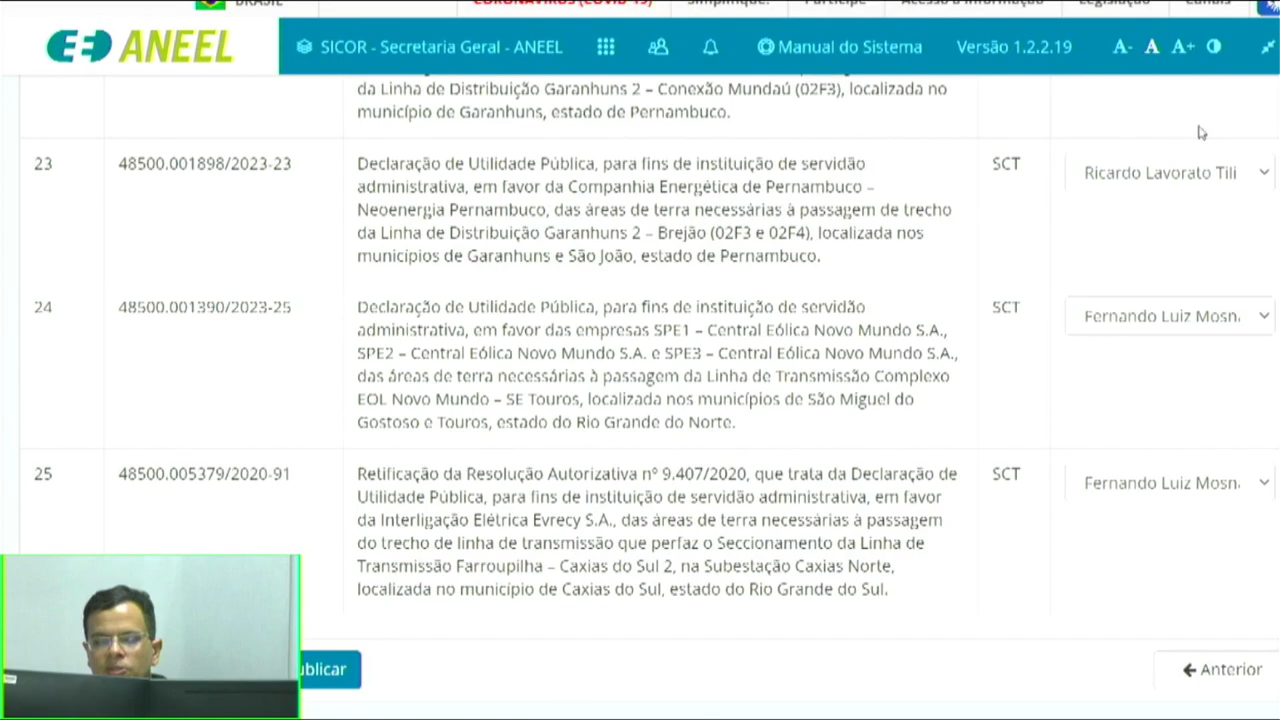 BRASIL
CORONAVÍRUS (COVID-19)
Simplifique!
Participe
Acesso à informação
Legislação
Canais
ANEEL
SICOR - Secretaria Geral - ANEEL
Manual do Sistema
Versão 1.2.2.19
A- A A+
da Linha de Distribuição Garanhuns 2 – Conexão Mundaú (02F3), localizada no
município de Garanhuns, estado de Pernambuco.
23
48500.001898/2023-23
Declaração de Utilidade Pública, para fins de instituição de servidão
administrativa, em favor da Companhia Energética de Pernambuco –
Neoenergia Pernambuco, das áreas de terra necessárias à passagem de trecho
da Linha de Distribuição Garanhuns 2 – Brejão (02F3 e 02F4), localizada nos
municípios de Garanhuns e São João, estado de Pernambuco.
SCT
Ricardo Lavorato Tili
24
48500.001390/2023-25
Declaração de Utilidade Pública, para fins de instituição de servidão
administrativa, em favor das empresas SPE1 – Central Eólica Novo Mundo S.A.,
SPE2 – Central Eólica Novo Mundo S.A. e SPE3 – Central Eólica Novo Mundo S.A.,
das áreas de terra necessárias à passagem da Linha de Transmissão Complexo
EOL Novo Mundo – SE Touros, localizada nos municípios de São Miguel do
Gostoso e Touros, estado do Rio Grande do Norte.
SCT
Fernando Luiz Mosn
25
48500.005379/2020-91
Retificação da Resolução Autorizativa nº 9.407/2020, que trata da Declaração de
Utilidade Pública, para fins de instituição de servidão administrativa, em favor
da Interligação Elétrica Evrecy S.A., das áreas de terra necessárias à passagem
do trecho de linha de transmissão que perfaz o Seccionamento da Linha de
Transmissão Farroupilha – Caxias do Sul 2, na Subestação Caxias Norte,
localizada no município de Caxias do Sul, estado do Rio Grande do Sul.
SCT
Fernando Luiz Mosn
ublicar
Anterior